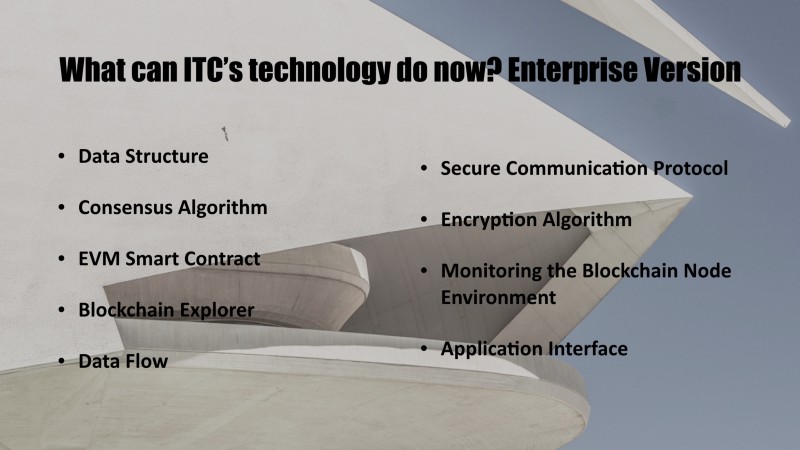 What can ITC’s technology do now? Enterprise Version
• Data Structure
• Consensus Algorithm
• EVM Smart Contract
• Blockchain Explorer
• Data Flow
• Secure Communication Protocol
• Encryption Algorithm
• Monitoring the Blockchain Node
Environment
• Application Interface